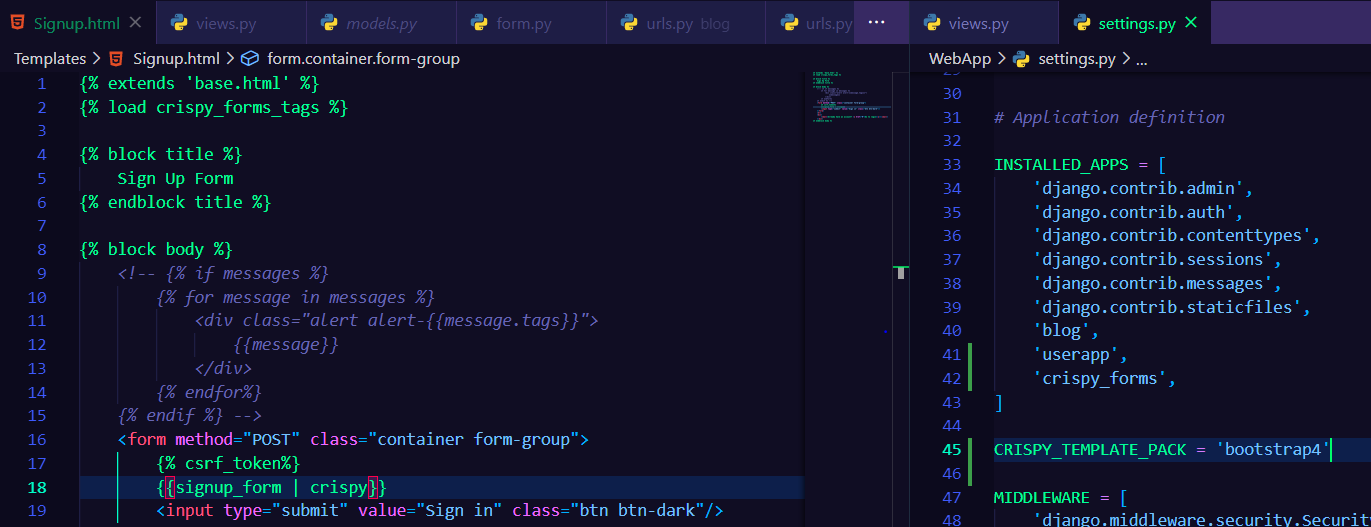 Signup.html
views.py
models.py
form.py
urls.py blog
urls.py
...
Templates > Signup.html > form.container.form-group
1 {% extends 'base.html' %}
2 {% load crispy_forms_tags %}
3
4 {% block title %}
5 Sign Up Form
6 {% endblock title %}
7
8 {% block body %}
9 <!-- {% if messages %}
10 {% for message in messages %}
11 <div class="alert alert-{{message.tags}}">
12 {{message}}
13 </div>
14 {% endfor%}
15 {% endif %} -->
16 <form method="POST" class="container form-group">
17 {% csrf_token%}
18 {{signup_form | crispy}}
19 <input type="submit" value="Sign in" class="btn btn-dark"/>
views.py
settings.py
WebApp > settings.py > ...
30
31 # Application definition
32
33 INSTALLED_APPS = [
34 'django.contrib.admin',
35 'django.contrib.auth',
36 'django.contrib.contenttypes',
37 'django.contrib.sessions',
38 'django.contrib.messages',
39 'django.contrib.staticfiles',
40 'blog',
41 'userapp',
42 'crispy_forms',
43 ]
44
45 CRISPY_TEMPLATE_PACK = 'bootstrap4'
46
47 MIDDLEWARE = [
48 'django.middleware.security.Securit